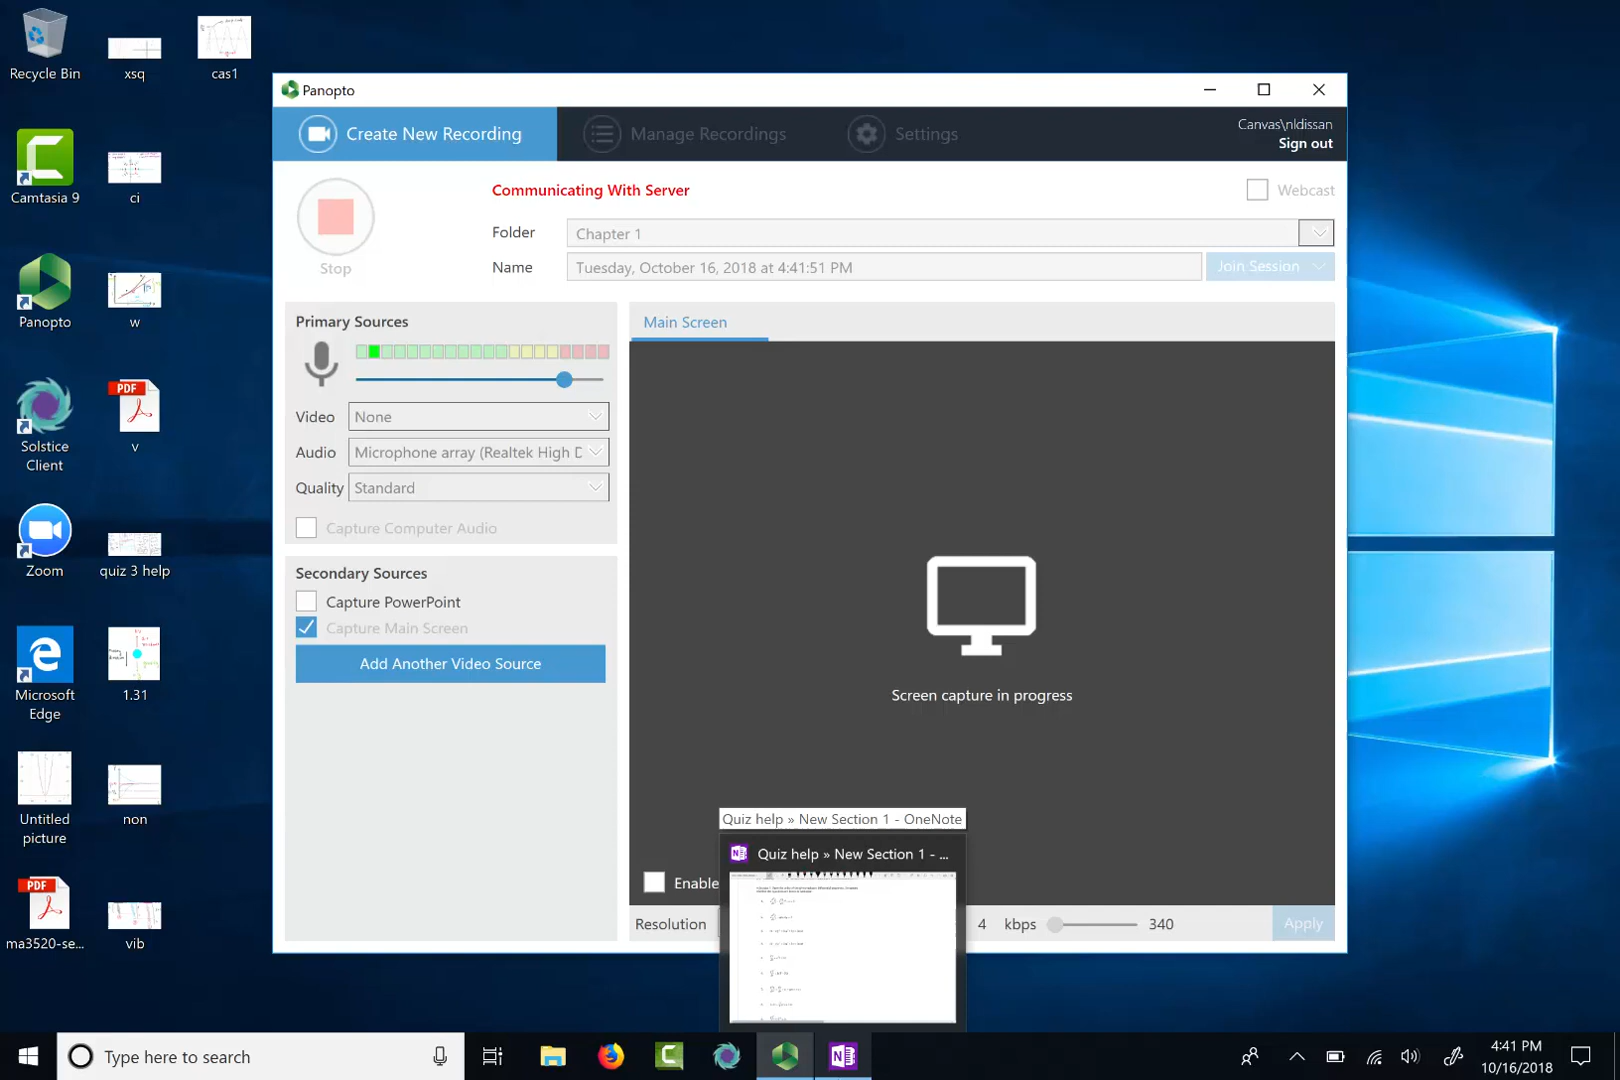 Recycle Bin
xsq
cas1
Camtasia 9
ci
Panopto
w
PDF
v
Solstice
Client
Zoom
quiz 3 help
Microsoft
Edge
1.31
Untitled
picture
non
PDF
ma3520-se...
vib
Panopto
Create New Recording
Manage Recordings
Settings
Canvas\nldissan
Sign out
Stop
Communicating With Server
Webcast
Folder
Chapter 1
Name
Tuesday, October 16, 2018 at 4:41:51 PM
Join Session
Primary Sources
Video
None
Audio
Microphone array (Realtek High D
Quality
Standard
Capture Computer Audio
Secondary Sources
Capture PowerPoint
Capture Main Screen
Add Another Video Source
Main Screen
Screen capture in progress
Enable
Resolution
4
kbps
340
Apply
Quiz help » New Section 1 - OneNote
Quiz help » New Section 1 - ...
Type here to search
4:41 PM
10/16/2018